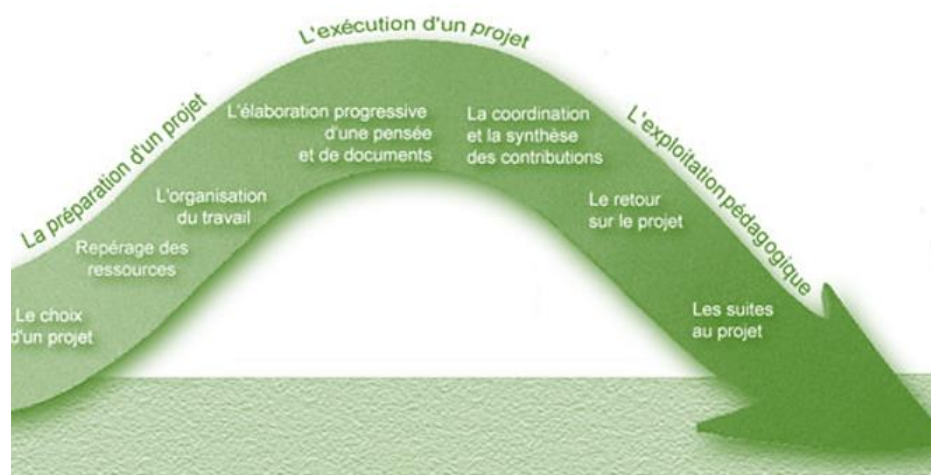 La préparation d'un projet
Le choix
d'un projet
Repérage des
ressources
L'organisation
du travail
L'exécution d'un projet
L'élaboration progressive
d'une pensée
et de documents
La coordination
et la synthèse
des contributions
L'exploitation pédagogique
Le retour
sur le projet
Les suites
au projet